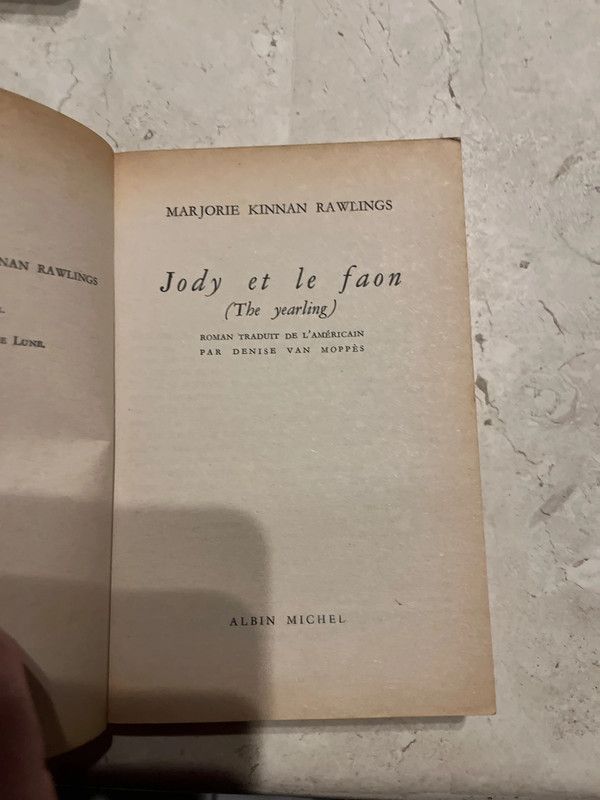 NAN RAWLINGS
E LUNE.
MARJORIE KINNAN RAWLINGS
Jody et le faon
(The yearling)
ROMAN TRADUIT DE L'AMÉRICAIN
PAR DENISE VAN MOPPÈS
ALBIN MICHEL